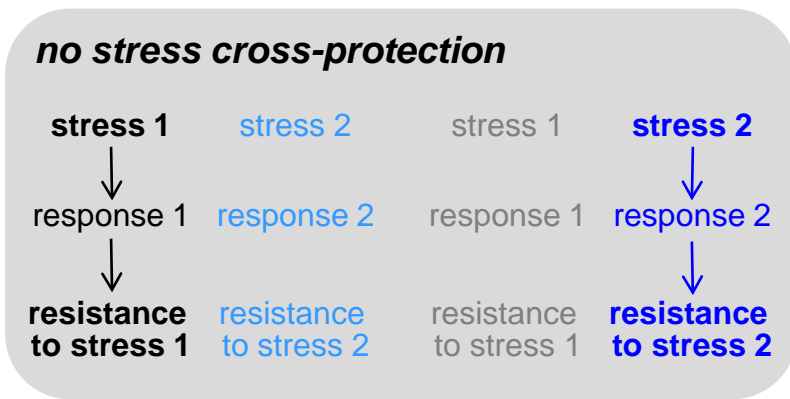 no stress cross-protection
stress 1 stress 2 stress 1 stress 2
response 1 response 2 response 1 response 2
resistance resistance resistance resistance
to stress 1 to stress 2 to stress 1 to stress 2